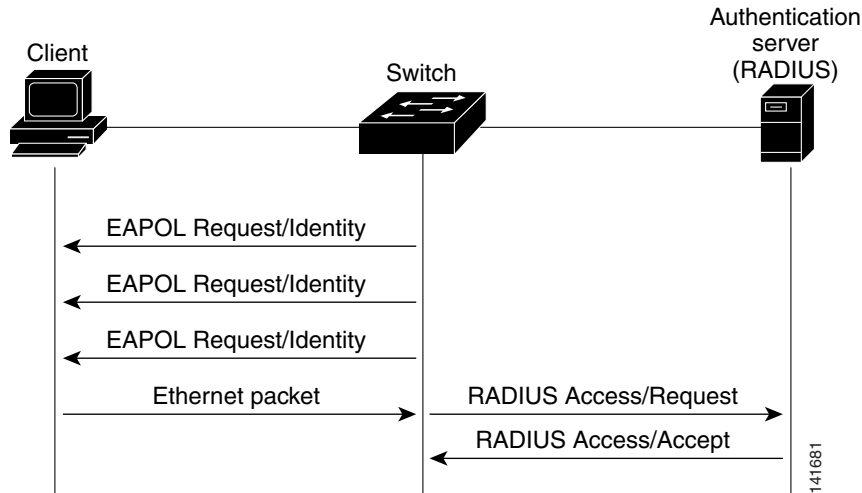 Client
Switch
Authentication
server
(RADIUS)
EAPOL Request/Identity
EAPOL Request/Identity
EAPOL Request/Identity
Ethernet packet
RADIUS Access/Request
RADIUS Access/Accept
141681